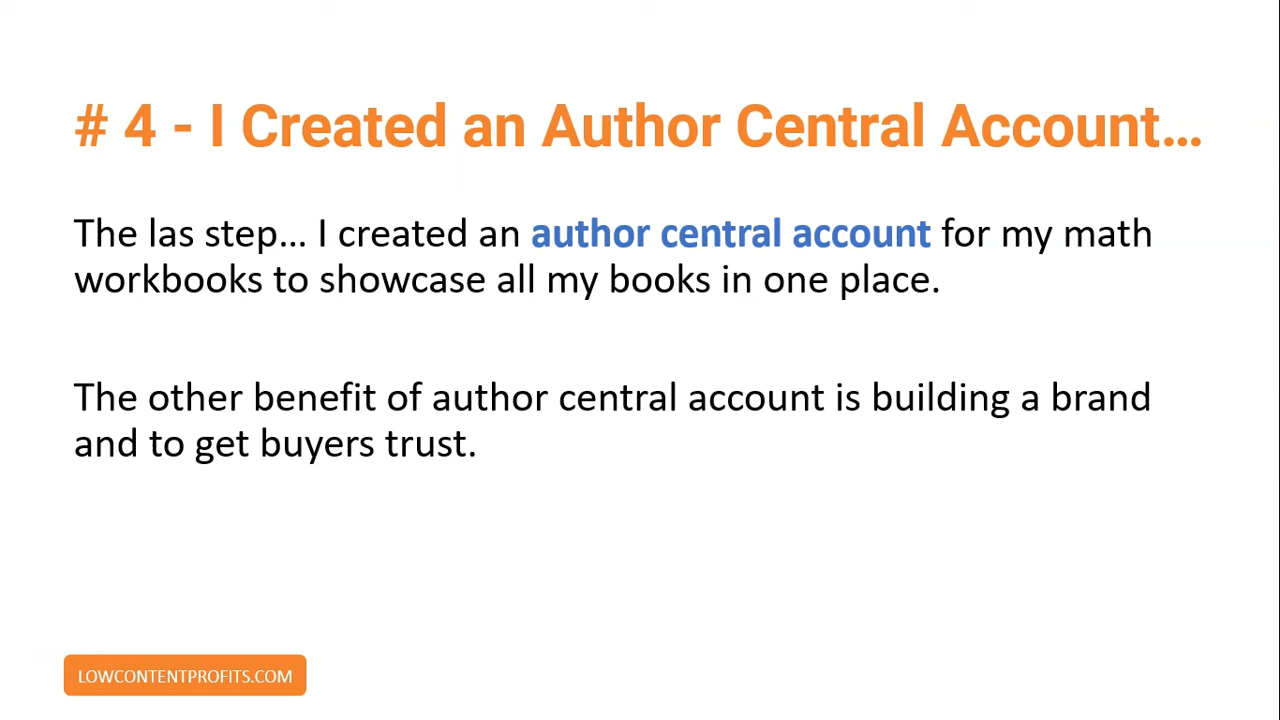 # 4 - I Created an Author Central Account...
The las step... I created an author central account for my math
workbooks to showcase all my books in one place.
The other benefit of author central account is building a brand
and to get buyers trust.
LOWCONTENTPROFITS.COM